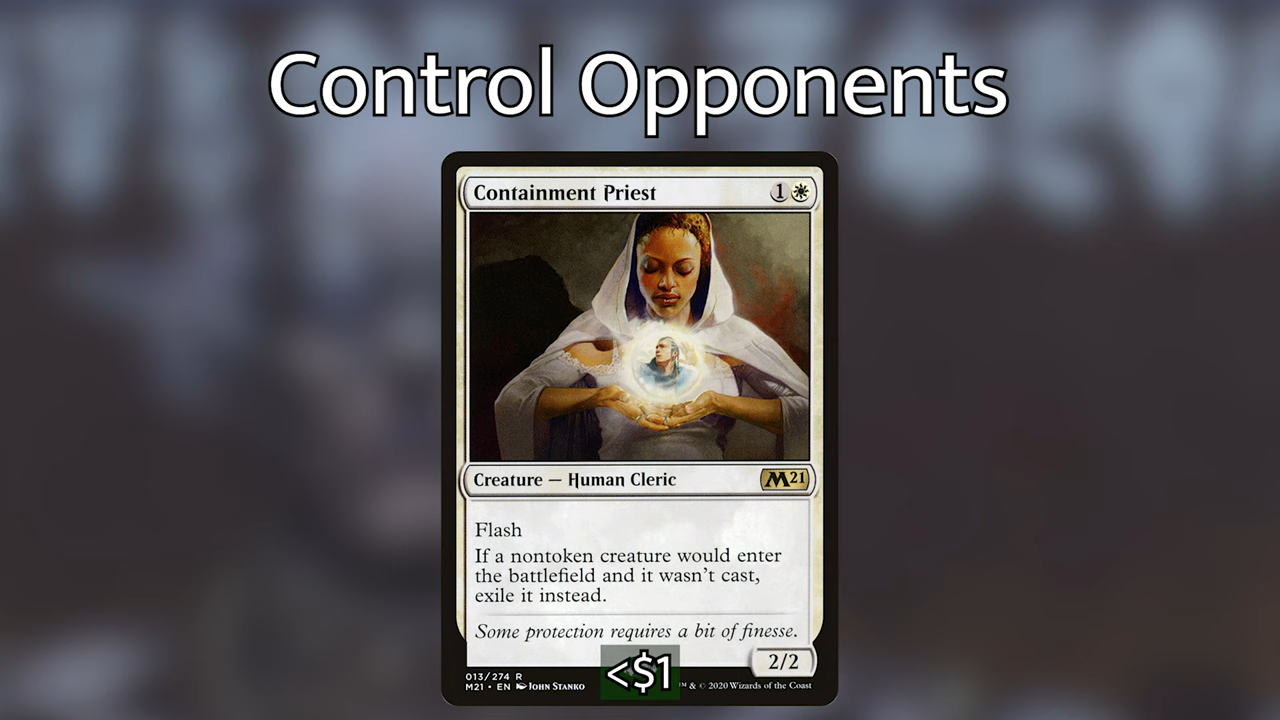 Control Opponents
Containment Priest 1
Creature — Human Cleric M21
Flash
If a nontoken creature would enter
the battlefield and it wasn't cast,
exile it instead.
Some protection requires a bit of finesse.
2/2
013/274 R
M21 • EN JOHN STANKO
<$1
™ & © 2020 Wizards of the Coast